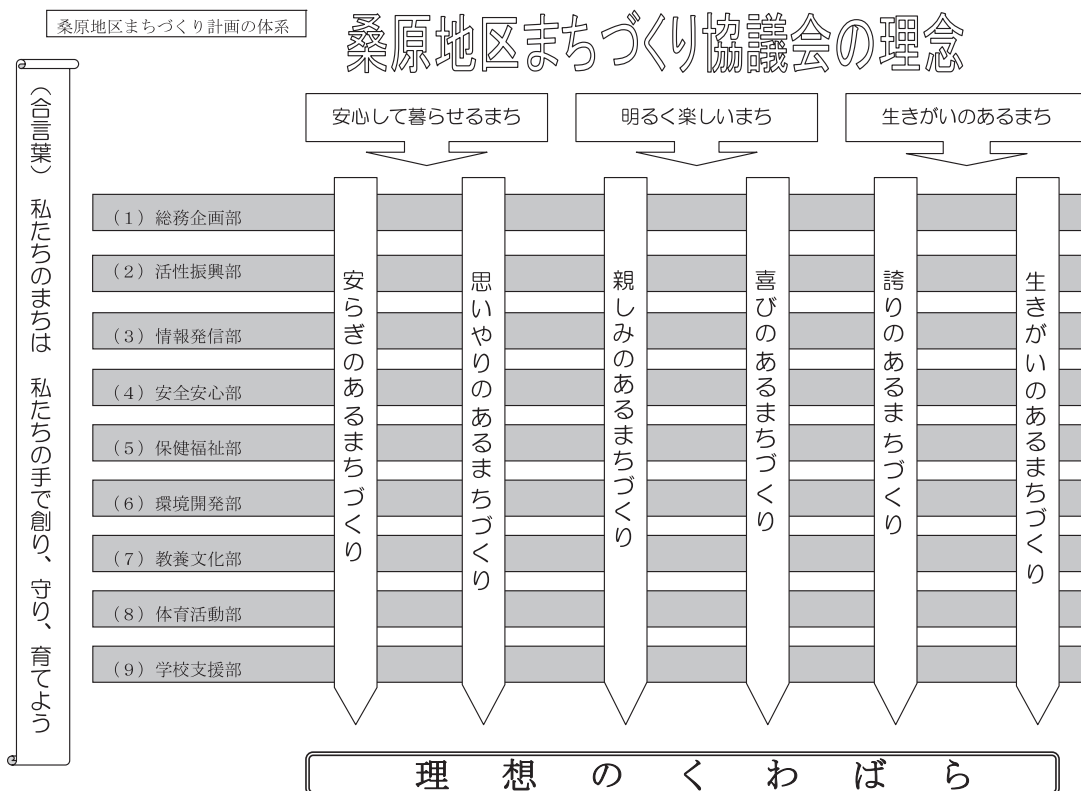 桑原地区まちづくり計画の体系
桑原地区まちづくり協議会の理念
(合言葉) 私たちのまちは 私たちの手で創り、守り、育てよう
安心して暮らせるまち
明るく楽しいまち
生きがいのあるまち
(1)総務企画部
(2)活性振興部
(3)情報発信部
(4)安全安心部
(5)保健福祉部
(6)環境開発部
(7)教養文化部
(8)体育活動部
(9)学校支援部
安らぎのあるまちづくり
思いやりのあるまちづくり
親しみのあるまちづくり
喜びのあるまちづくり
誇りのあるまちづくり
生きがいのあるまちづくり
理想のくわばら